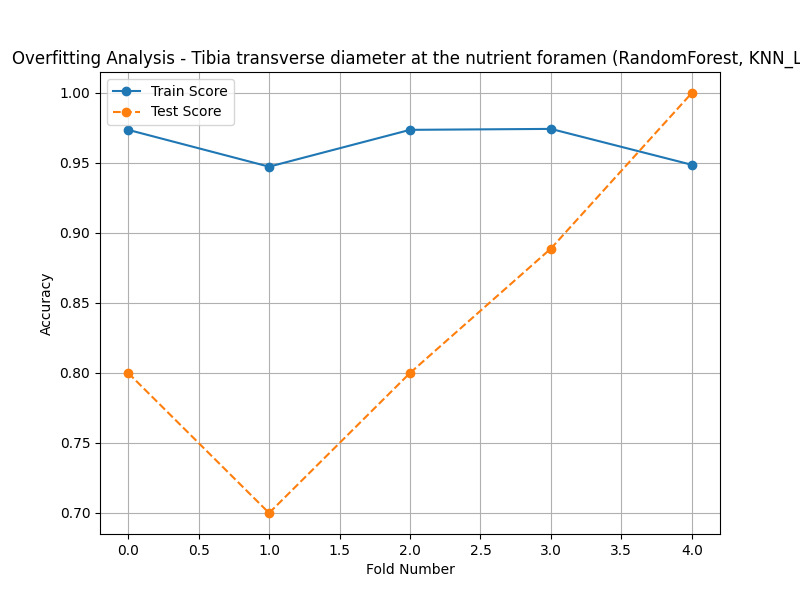 Overfitting Analysis - Tibia transverse diameter at the nutrient foramen (RandomForest, KNN_L
Train Score
Test Score
1.00
0.95
0.90
0.85
0.80
0.75
0.70
Accuracy
0.0 0.5 1.0 1.5 2.0 2.5 3.0 3.5 4.0
Fold Number